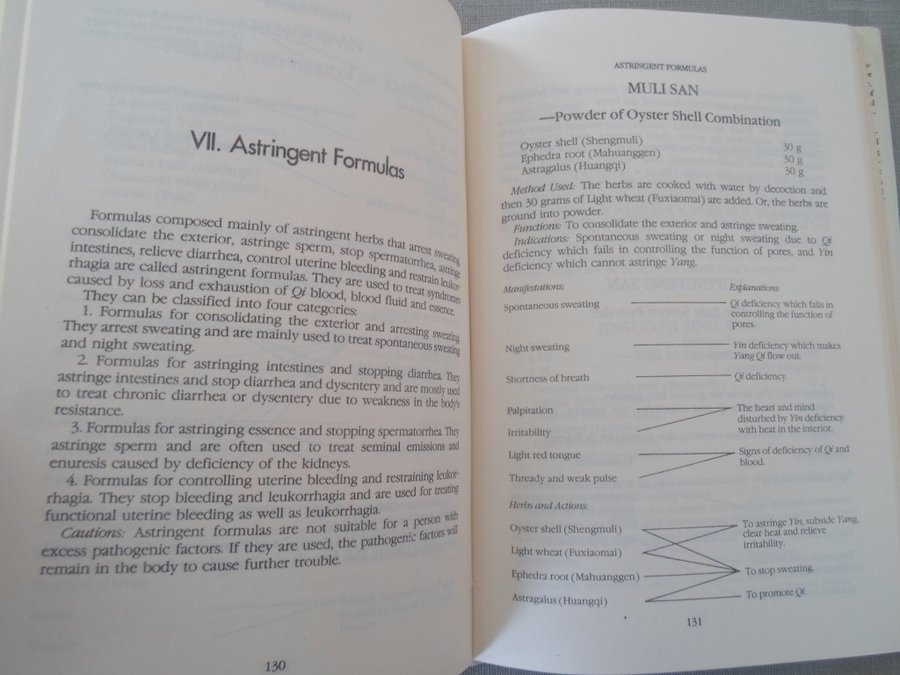 VII. Astringent Formulas
Formulas composed mainly of astringent herbs that arrest sweating,
consolidate the exterior, astringe sperm, stop spermatorrhea, astringe
intestines, relieve diarrhea, control uterine bleeding and restrain leukor-
rhagia are called astringent formulas. They are used to treat syndromes
caused by loss and exhaustion of Qi blood, blood fluid and essence.
They can be classified into four categories:
1. Formulas for consolidating the exterior and arresting sweating
They arrest sweating and are mainly used to treat spontaneous sweating
and night sweating.
2. Formulas for astringing intestines and stopping diarrhea. They
astringe intestines and stop diarrhea and dysentery and are mostly used
to treat chronic diarrhea or dysentery due to weakness in the body's
resistance.
3. Formulas for astringing essence and stopping spermatorrhea. They
astringe sperm and are often used to treat seminal emissions and
enuresis caused by deficiency of the kidneys.
4. Formulas for controlling uterine bleeding and restraining leukor-
rhagia. They stop bleeding and leukorrhagia and are used for treating
functional uterine bleeding as well as leukorrhagia.
Cautions: Astringent formulas are not suitable for a person with
excess pathogenic factors. If they are used, the pathogenic factors will
remain in the body to cause further trouble.
130
ASTRINGENT FORMULAS
MULI SAN
—Powder of Oyster Shell Combination
Oyster shell (Shengmuli) 30 g
Ephedra root (Mahuanggen) 30 g
Astragalus (Huangqi) 30 g
Method Used: The herbs are cooked with water by decoction and
then 30 grams of Light wheat (Fuxiaomai) are added. Or, the herbs are
ground into powder.
Functions: To consolidate the exterior and astringe sweating.
Indications: Spontaneous sweating or night sweating due to Qi
deficiency which fails in controlling the function of pores, and Yin
deficiency which cannot astringe Yang.
Manifestations: Explanations:
Spontaneous sweating Qi deficiency which fails in
controlling the function of
pores.
Night sweating Yin deficiency which makes
Yang Qi flow out.
Shortness of breath Qi deficiency.
Palpitation The heart and mind
disturbed by Yin deficiency
Irritability with heat in the interior.
Light red tongue Signs of deficiency of Qi and
blood.
Thready and weak pulse
Herbs and Actions:
Oyster shell (Shengmuli) To astringe Yin, subside Yang,
clear heat and relieve
irritability.
Light wheat (Fuxiaomai)
Ephedra root (Mahuanggen) To stop sweating.
Astragalus (Huangqi) To promote Qi.
131